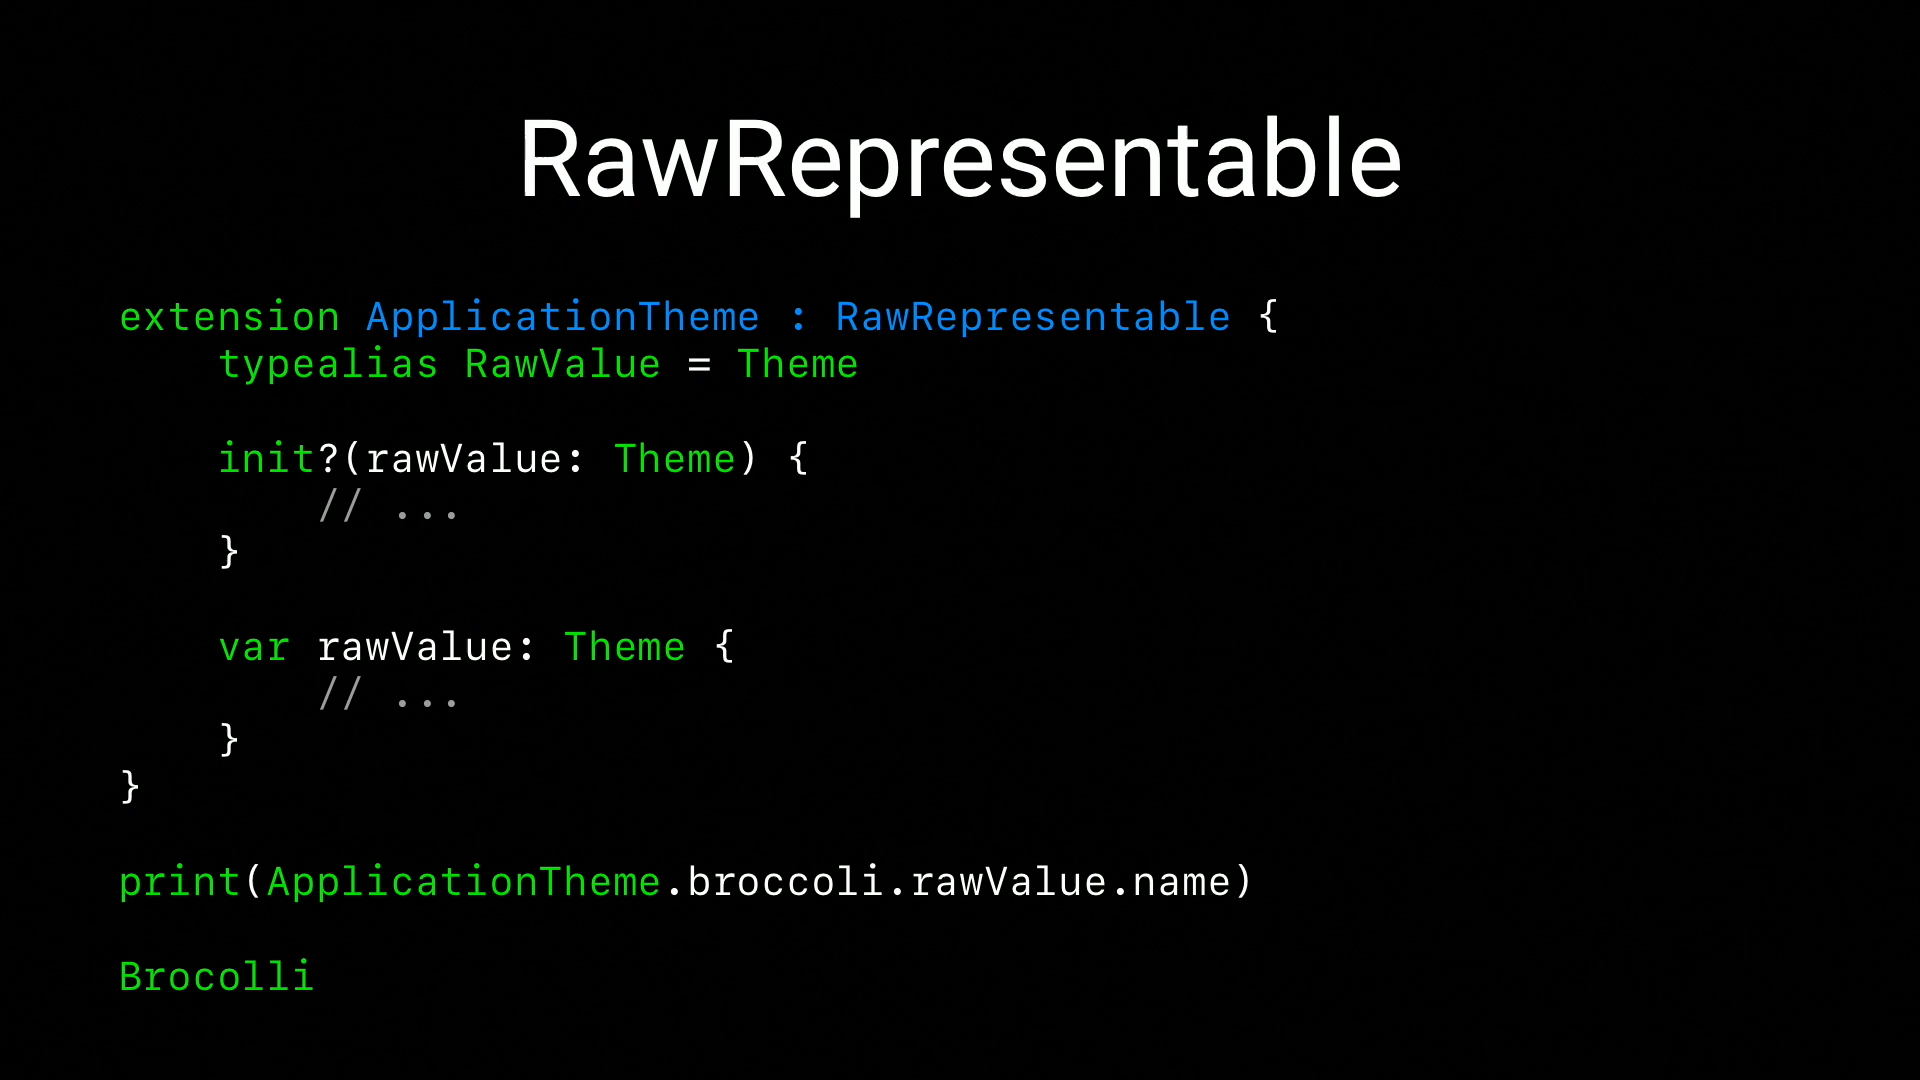 RawRepresentable
extension ApplicationTheme : RawRepresentable {
    typealias RawValue = Theme
    init?(rawValue: Theme) {
        // ...
    }
    var rawValue: Theme {
        // ...
    }
}
print(ApplicationTheme.broccoli.rawValue.name)
Brocolli